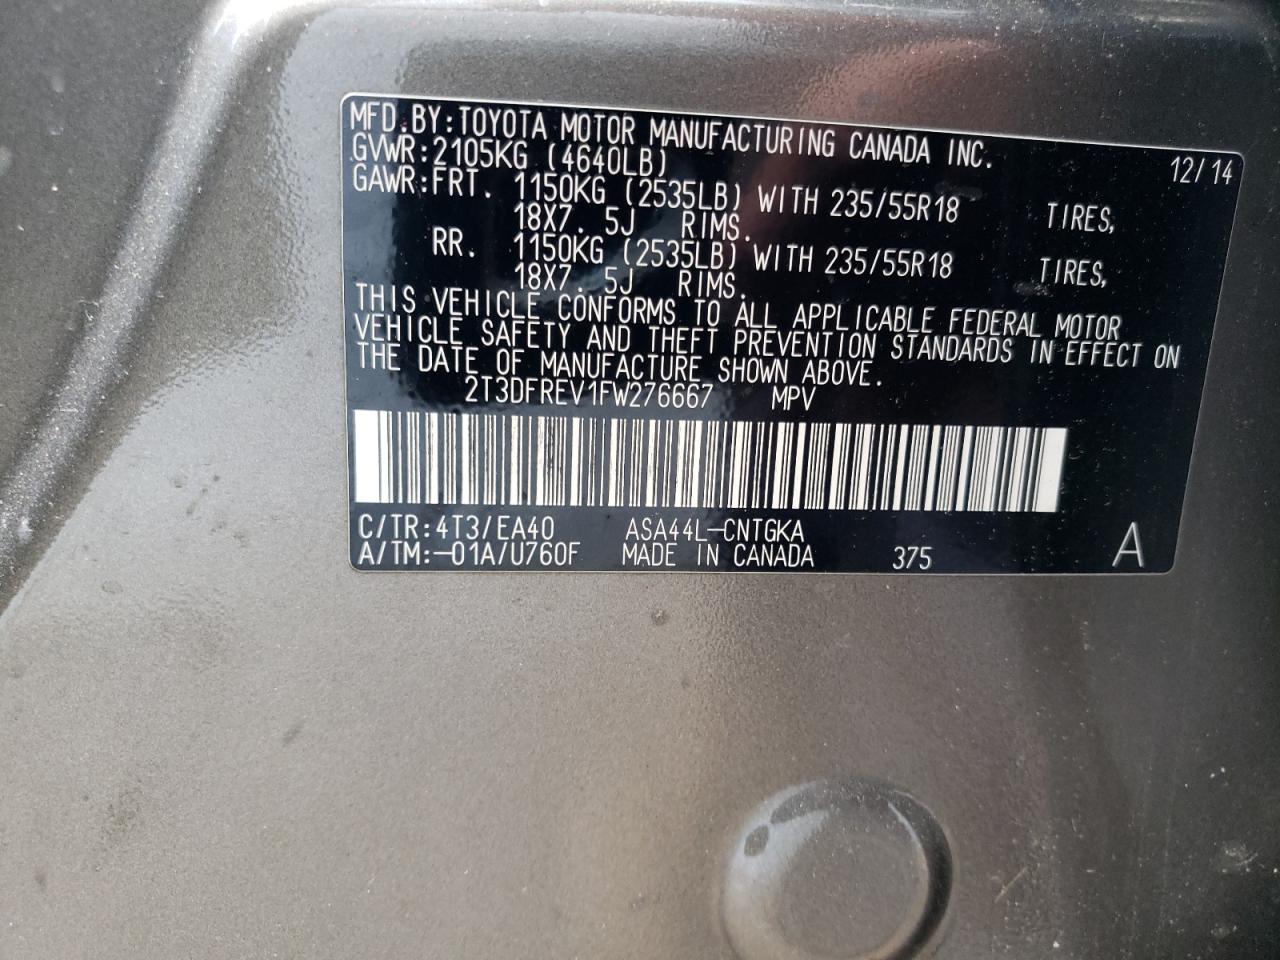 MFD.BY:TOYOTA MOTOR MANUFACTURING CANADA INC. 12/14
GVWR:2105KG (4640LB)
GAWR:FRT. 1150KG (2535LB) WITH 235/55R18 TIRES,
18X7. 5J RIMS.
RR. 1150KG (2535LB) WITH 235/55R18 TIRES,
18X7. 5J RIMS.
THIS VEHICLE CONFORMS TO ALL APPLICABLE FEDERAL MOTOR
VEHICLE SAFETY AND THEFT PREVENTION STANDARDS IN EFFECT ON
THE DATE OF MANUFACTURE SHOWN ABOVE.
2T3DFREV1FW276667 MPV
C/TR:4T3/EA40 ASA44L-CNTGKA
A/TM:-01A/U760F MADE IN CANADA 375 A